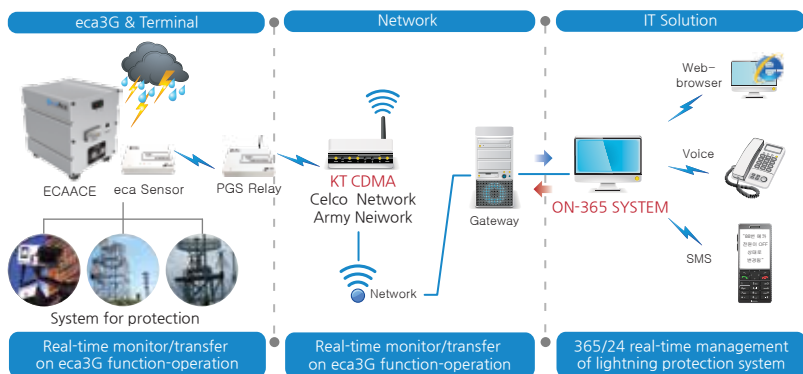 eca3G & Terminal
Network
IT Solution
ECAACE
eca Sensor
PGS Relay
KT CDMA
Celco Network
Army Neiwork
Network
Gateway
ON-365 SYSTEM
Web-
browser
Voice
SMS
System for protection
Real-time monitor/transfer
on eca3G function-operation
Real-time monitor/transfer
on eca3G function-operation
365/24 real-time management
of lightning protection system